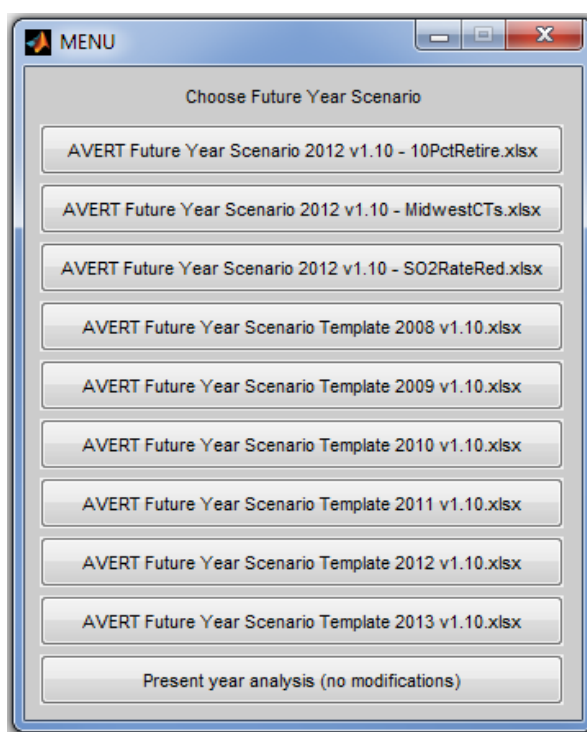 MENU
Choose Future Year Scenario
AVERT Future Year Scenario 2012 v1.10 - 10PctRetire.xlsx
AVERT Future Year Scenario 2012 v1.10 - MidwestCTs.xlsx
AVERT Future Year Scenario 2012 v1.10 - SO2RateRed.xlsx
AVERT Future Year Scenario Template 2008 v1.10.xlsx
AVERT Future Year Scenario Template 2009 v1.10.xlsx
AVERT Future Year Scenario Template 2010 v1.10.xlsx
AVERT Future Year Scenario Template 2011 v1.10.xlsx
AVERT Future Year Scenario Template 2012 v1.10.xlsx
AVERT Future Year Scenario Template 2013 v1.10.xlsx
Present year analysis (no modifications)